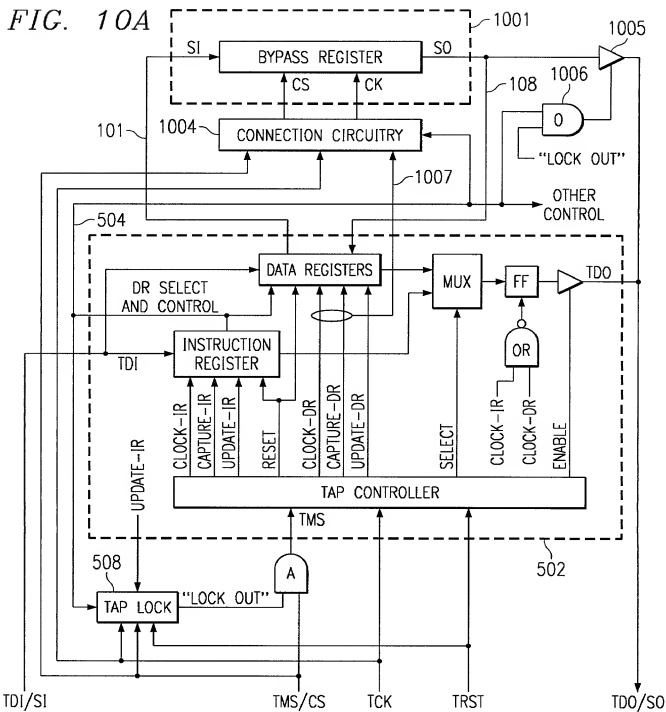 FIG. 10A
1001
1005
SI
BYPASS REGISTER
SO
1006
CS
CK
108
O
101
1004
CONNECTION CIRCUITRY
"LOCK OUT"
1007
OTHER
CONTROL
504
DATA REGISTERS
MUX
FF
TDO
DR SELECT
AND CONTROL
INSTRUCTION
REGISTER
OR
TDI
CLOCK-IR
CAPTURE-IR
UPDATE-IR
RESET
CLOCK-DR
CAPTURE-DR
UPDATE-DR
SELECT
CLOCK-IR
CLOCK-DR
ENABLE
UPDATE-IR
TAP CONTROLLER
TMS
502
508
A
TAP LOCK
"LOCK OUT"
TDI/SI
TMS/CS
TCK
TRST
TDO/SO